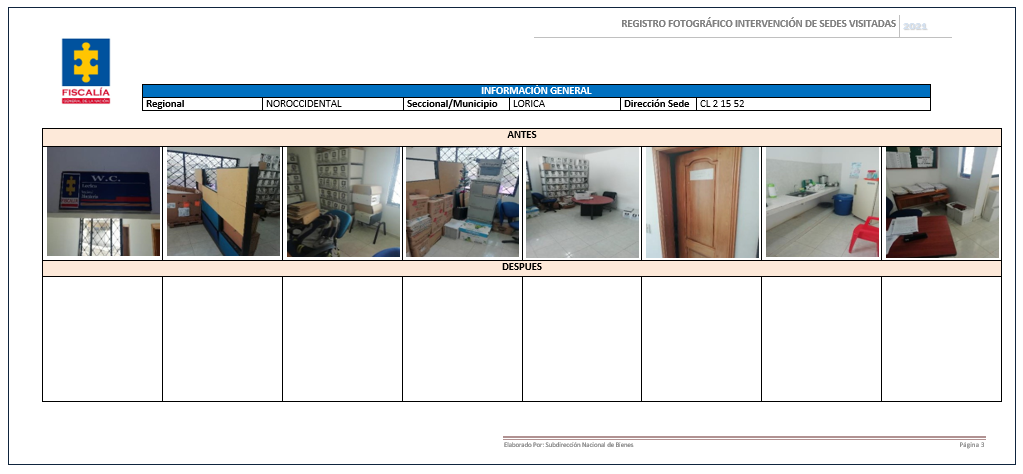 REGISTRO FOTOGRÁFICO INTERVENCIÓN DE SEDES VISITADAS 2021
FISCALÍA
GENERAL DE LA NACIÓN
INFORMACIÓN GENERAL
Regional NOROCCIDENTAL Seccional/Municipio LORICA Dirección Sede CL 2 15 52
ANTES
W.C.
DESPUES
Elaborado Por: Subdirección Nacional de Bienes Página 3